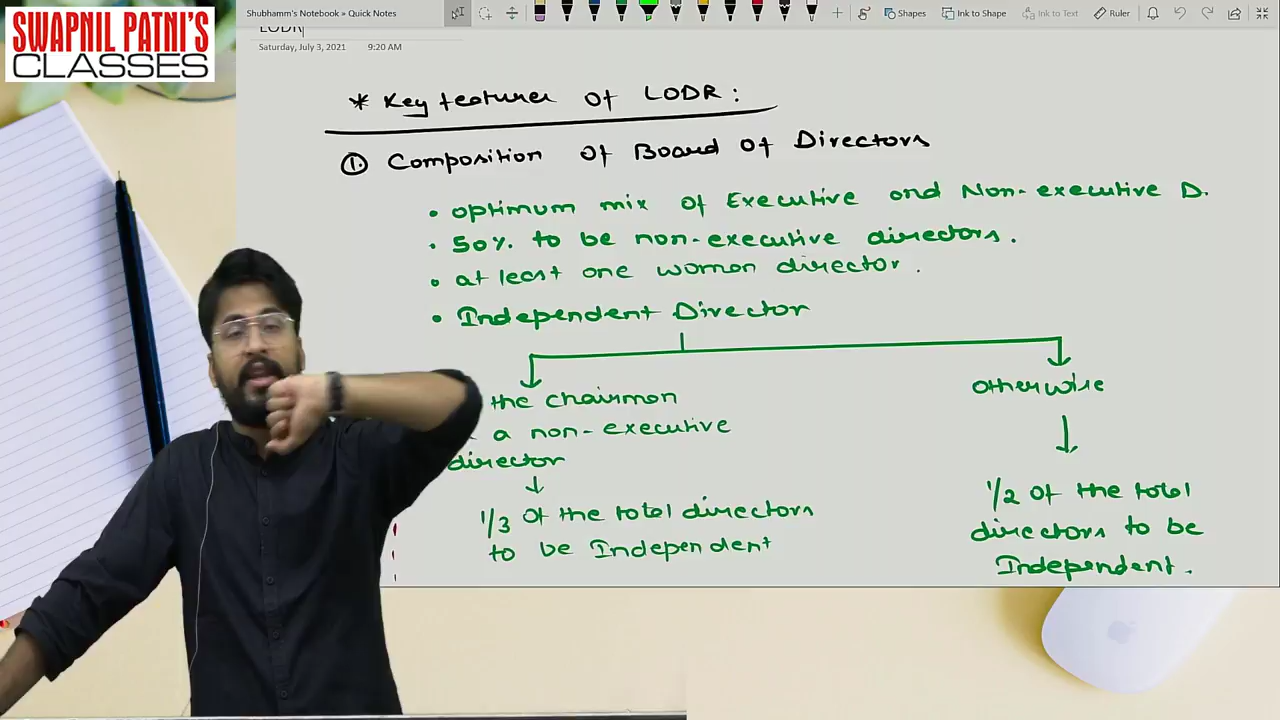 SWAPNIL PATNI'S
CLASSES
Shubhamm's Notebook » Quick Notes
Shapes
Ink to Shape
Ink to Text
Ruler
LODR
Saturday, July 3, 2021 9:20 AM
* Key features of LODR :
① Composition of Board of Directors
• optimum mix of Executive and Non-executive D.
• 50% to be non-executive directors.
• at least one women director.
• Independent Director
the chairman
a non-executive
director
↓
1/3 of the total directors
to be Independent
otherwise
↓
1/2 of the total
directors to be
Independent.